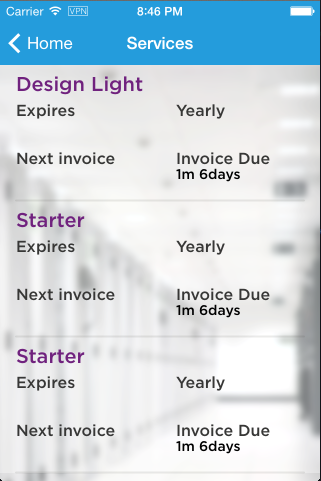 Carrier VPN 8:46 PM
Home Services
Design Light
Expires Yearly
Next invoice Invoice Due
1m 6days
Starter
Expires Yearly
Next invoice Invoice Due
1m 6days
Starter
Expires Yearly
Next invoice Invoice Due
1m 6days